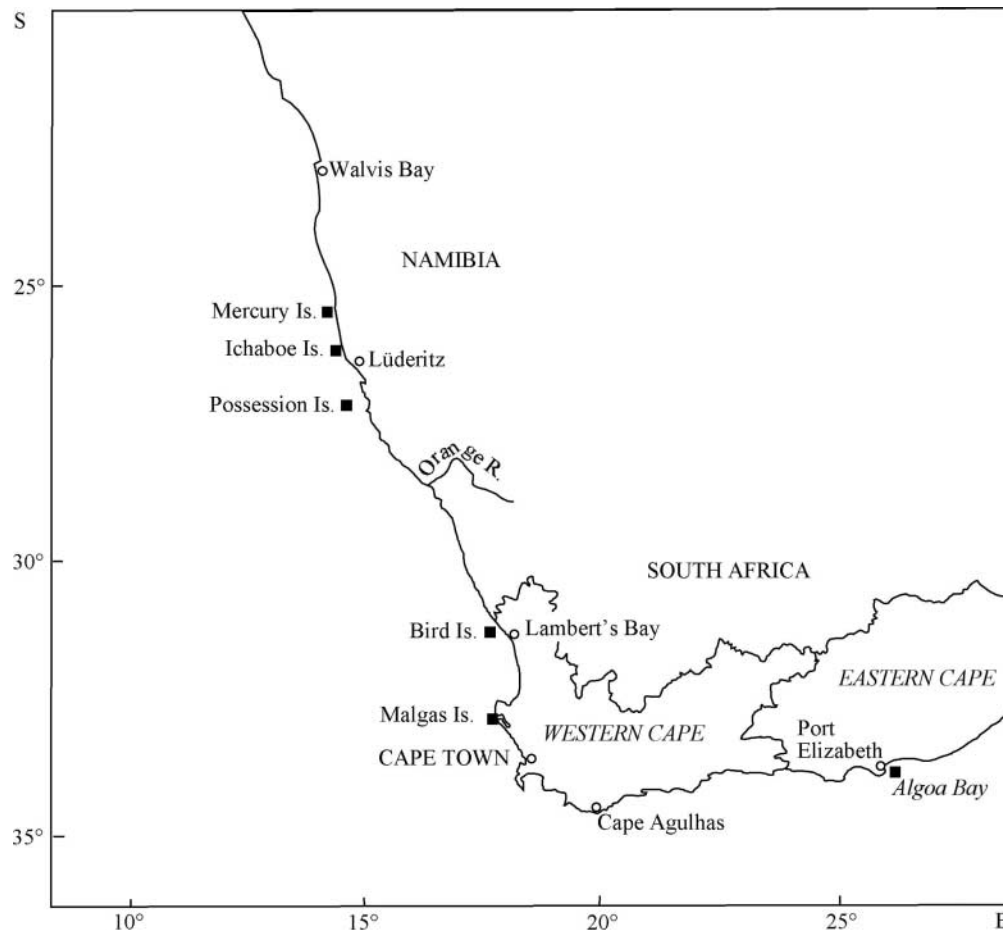 S
Walvis Bay
NAMIBIA
25°
Mercury Is.
Ichaboe Is.
Lüderitz
Possession Is.
Orange R.
30°
SOUTH AFRICA
Bird Is.
Lambert's Bay
EASTERN CAPE
Malgas Is.
WESTERN CAPE
Port
Elizabeth
CAPE TOWN
Algoa Bay
Cape Agulhas
35°
10°
15°
20°
25°
E